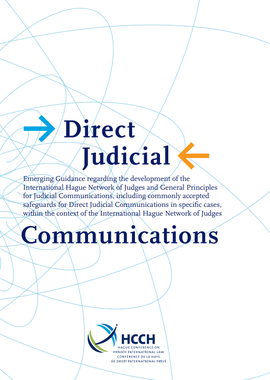 Direct
Judicial
Emerging Guidance regarding the development of the
International Hague Network of Judges and General Principles
for Judicial Communications, including commonly accepted
safeguards for Direct Judicial Communications in specific cases,
within the context of the International Hague Network of Judges
Communications
HCCH
HAGUE CONFERENCE ON
PRIVATE INTERNATIONAL LAW
CONFÉRENCE DE LA HAYE
DE DROIT INTERNATIONAL PRIVÉ